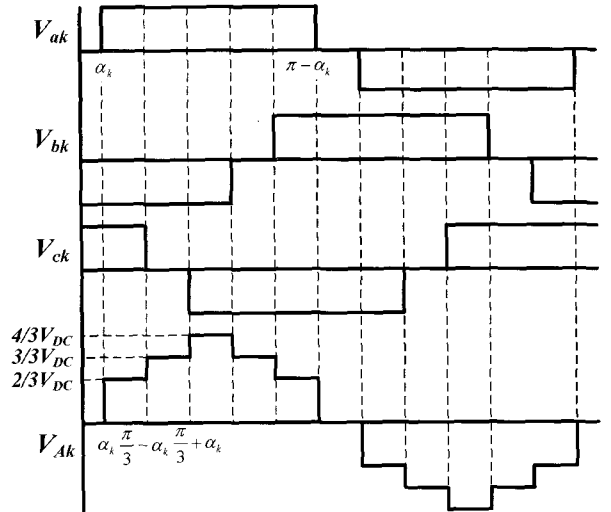 V_ak
α_k π − α_k
V_bk
V_ck
4/3V_DC
3/3V_DC
2/3V_DC
V_Ak
α_k π/3 − α_k π/3 + α_k